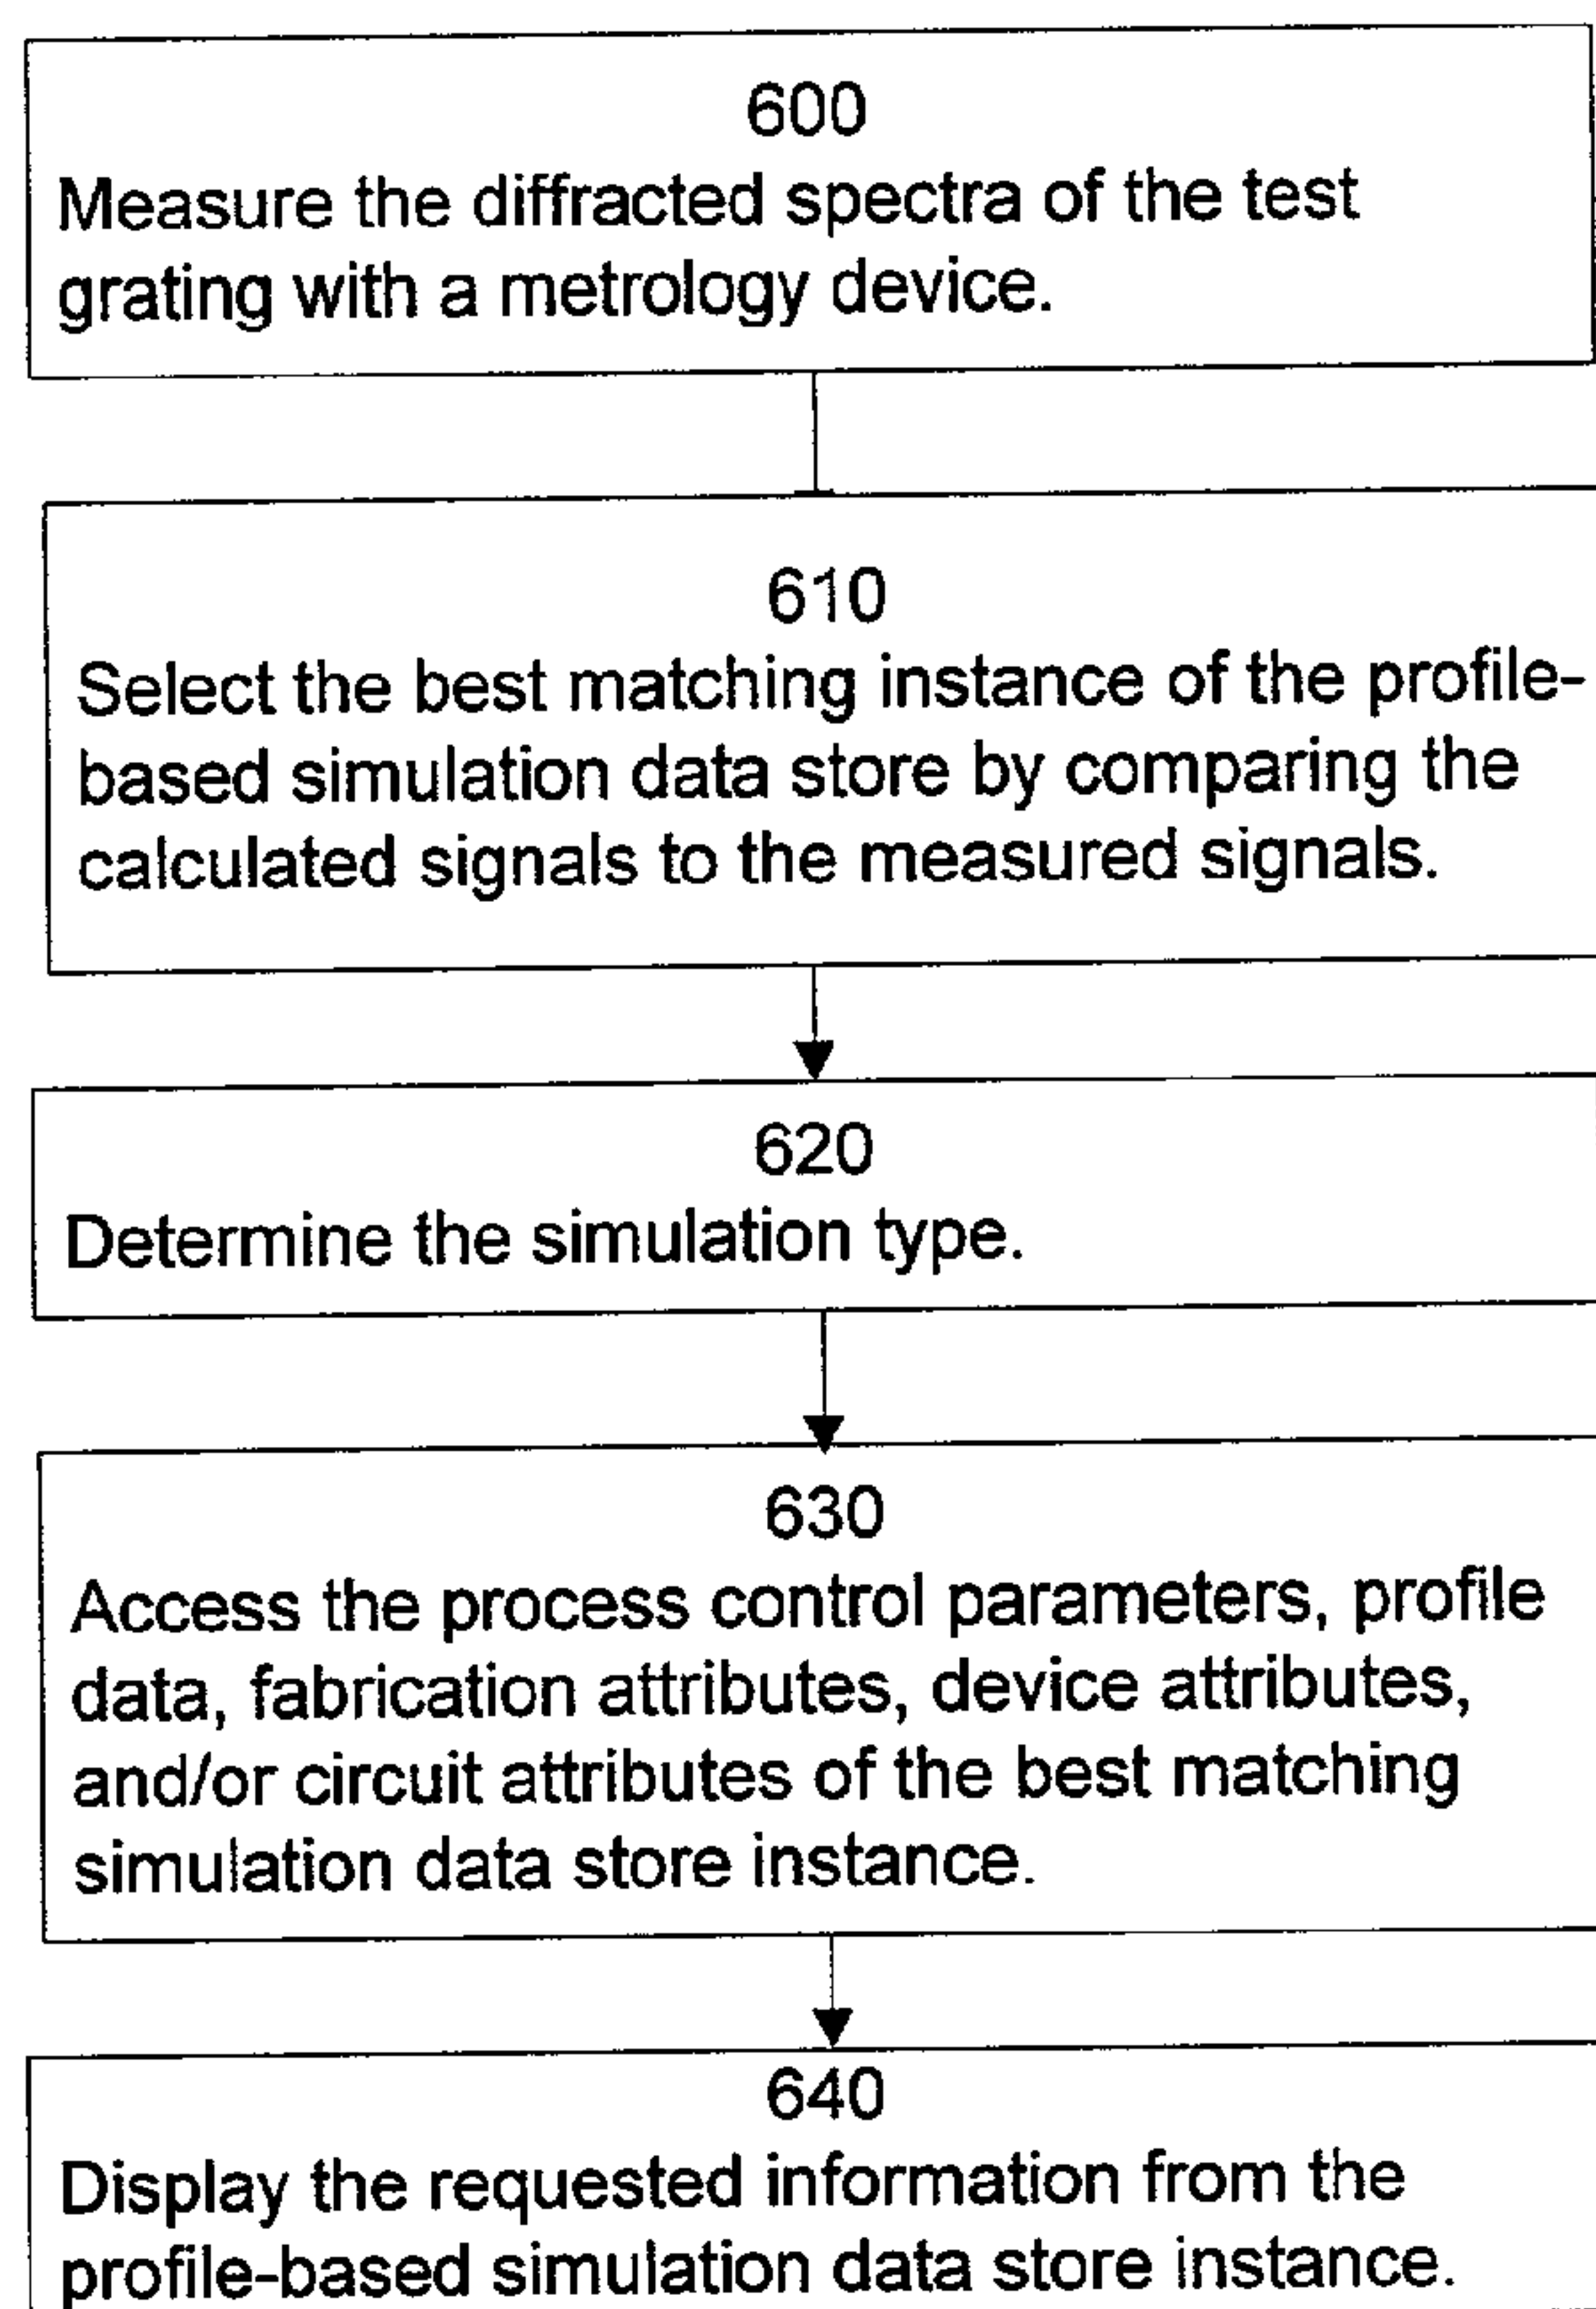 600
Measure the diffracted spectra of the test
grating with a metrology device.
610
Select the best matching instance of the profile-
based simulation data store by comparing the
calculated signals to the measured signals.
620
Determine the simulation type.
630
Access the process control parameters, profile
data, fabrication attributes, device attributes,
and/or circuit attributes of the best matching
simulation data store instance.
640
Display the requested information from the
profile-based simulation data store instance.